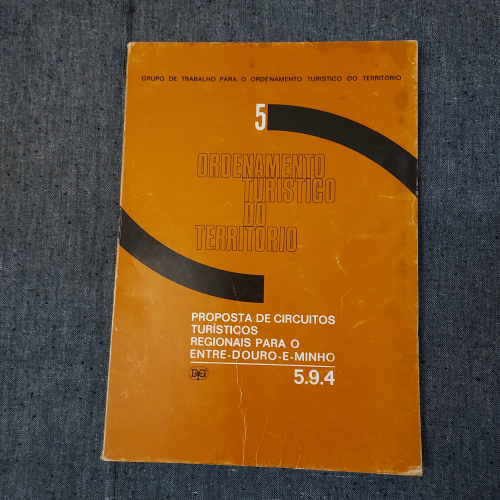 GRUPO DE TRABALHO PARA O ORDENAMENTO TURISTICO DO TERRITÓRIO
5
ORDENAMENTO
TURISTICO
DO
TERRITORIO
PROPOSTA DE CIRCUITOS
TURÍSTICOS
REGIONAIS PARA O
ENTRE-DOURO-E-MINHO
5.9.4